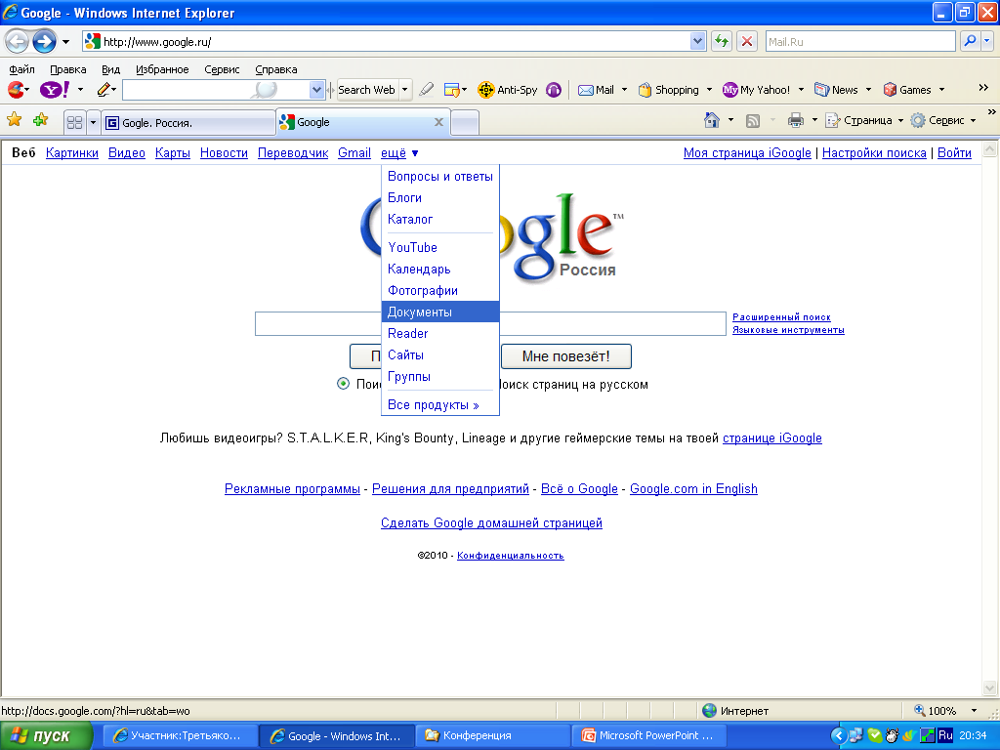 Google - Windows Internet Explorer
http://www.google.ru/
Mail.Ru
Файл Правка Вид Избранное Сервис Справка
Y! Search Web Anti-Spy Mail Shopping My Yahoo! News Games »
Gogle. Россия. Google Страница Сервис »
Веб Картинки Видео Карты Новости Переводчик Gmail ещё ▼ Моя страница iGoogle | Настройки поиска | Войти
Вопросы и ответы
Блоги
Каталог
YouTube
Календарь
Фотографии
Документы
Reader
Сайты
Группы
Все продукты »
gle™
Россия
Расширенный поиск
Языковые инструменты
Мне повезёт!
страниц на русском
Любишь видеоигры? S.T.A.L.K.E.R, King's Bounty, Lineage и другие геймерские темы на твоей странице iGoogle
Рекламные программы - Решения для предприятий - Всё о Google - Google.com in English
Сделать Google домашней страницей
©2010 - Конфиденциальность
http://docs.google.com/?hl=ru&tab=wo Интернет 100%
пуск Участник:Третьяко... Google - Windows Int... Конференция Microsoft PowerPoint ... Ru 20:34